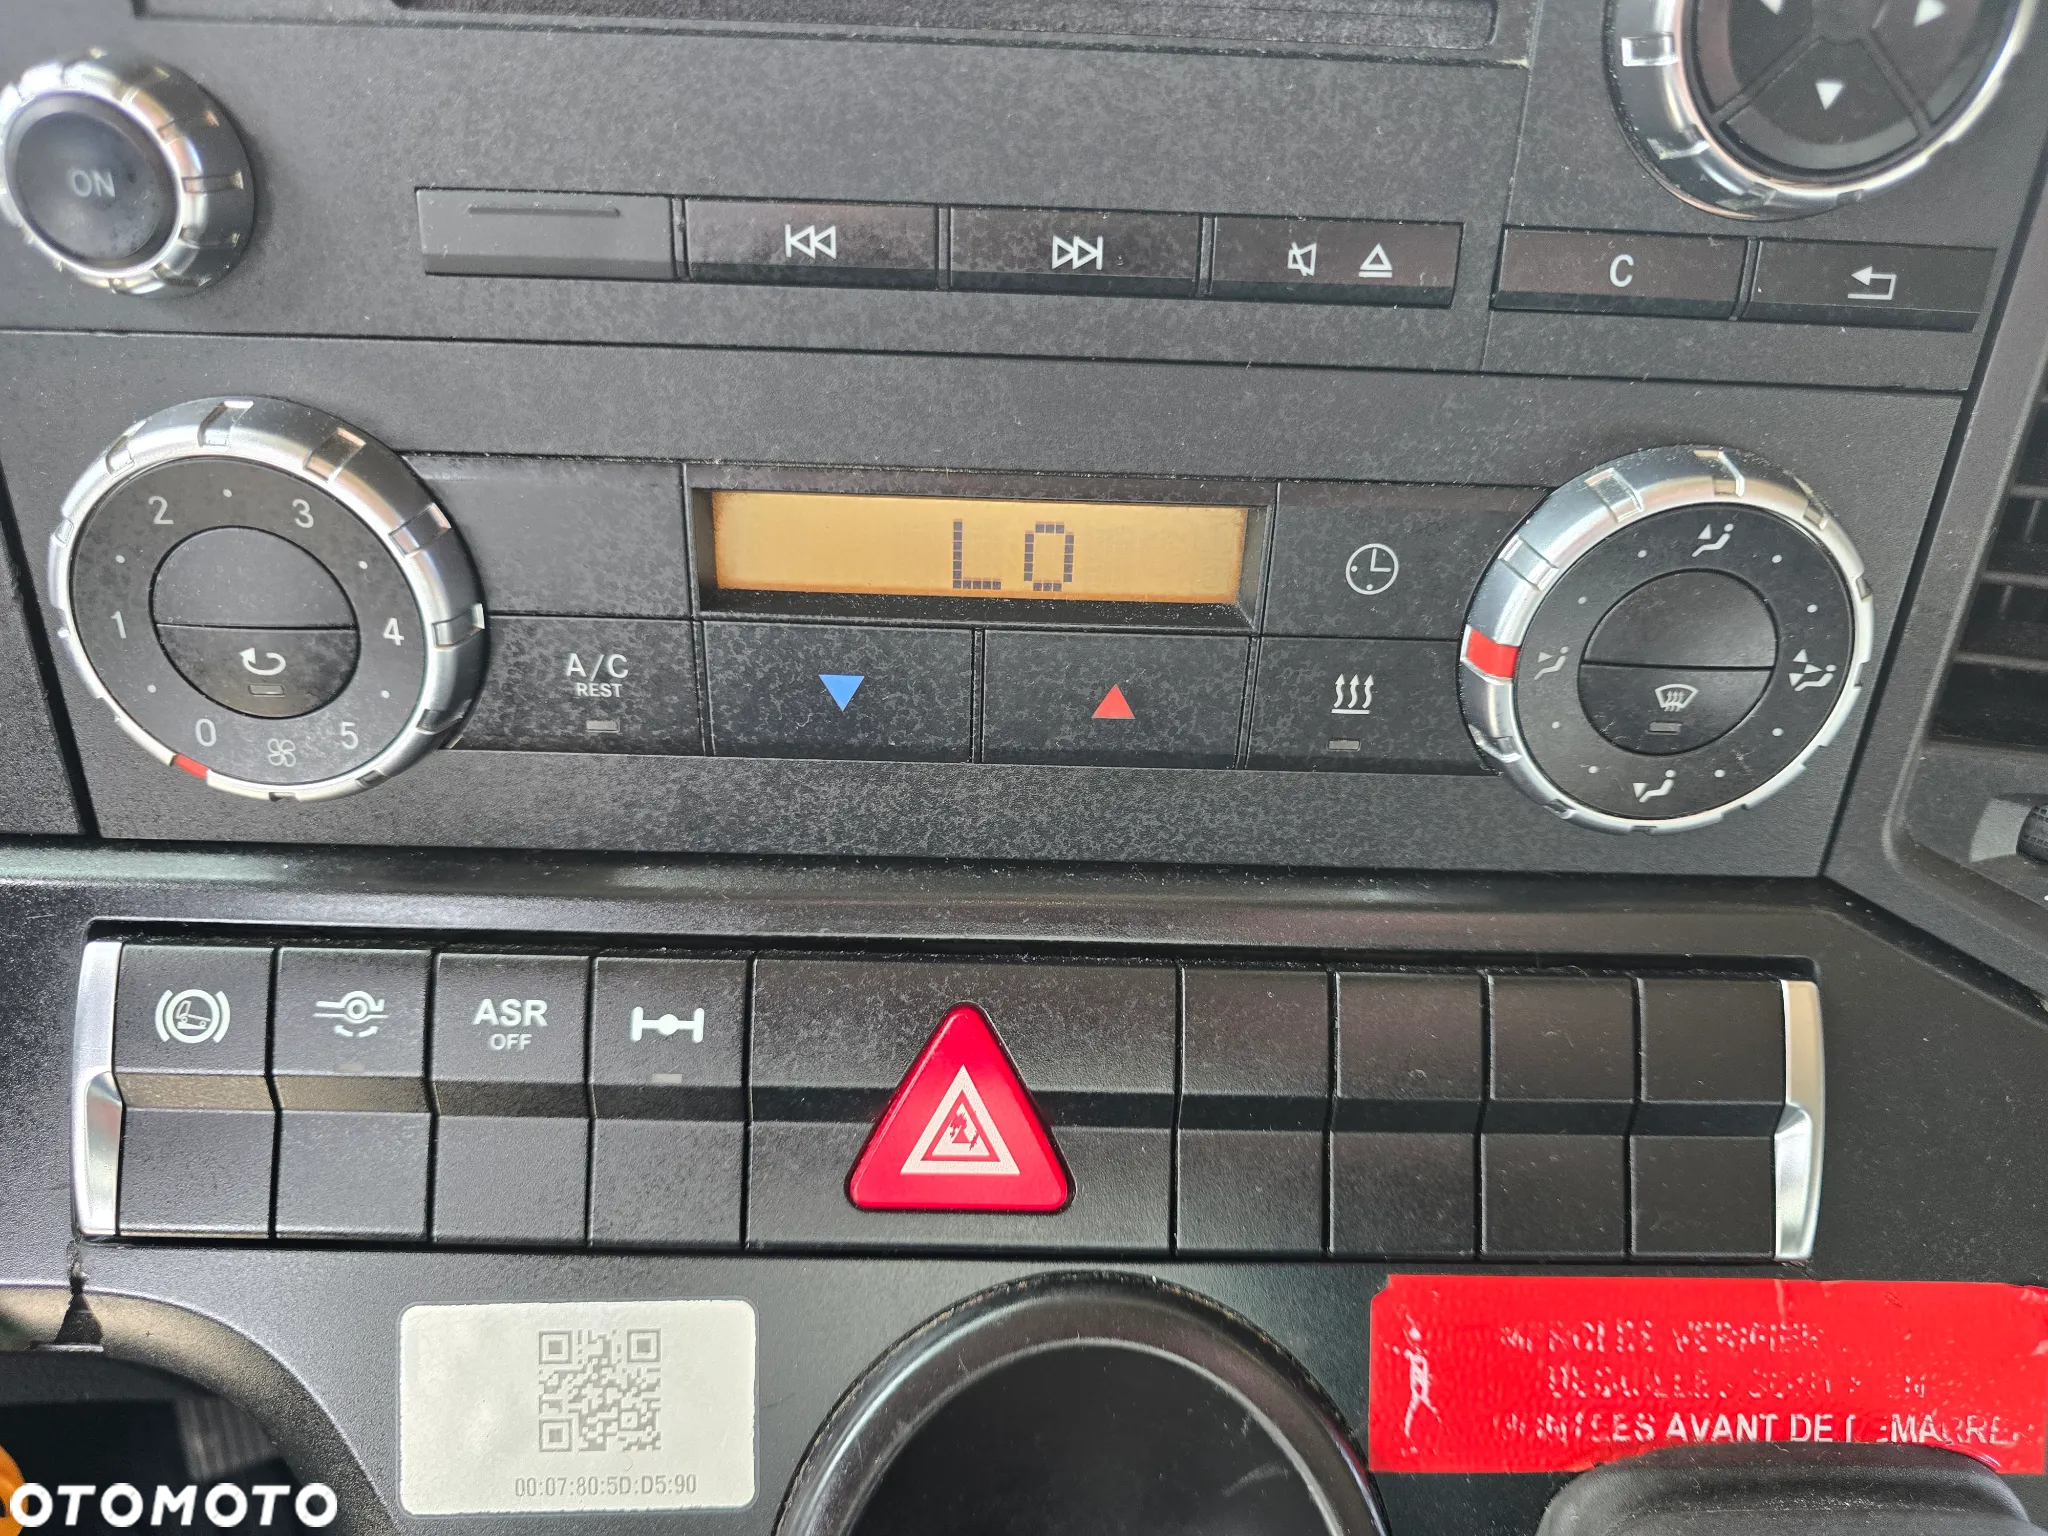 ON
C
2 3
1 4
0 5
LO
A/C
REST
ASR
OFF
VERIFIER
AVANT DE
00:07:80:5D:D5:90
OTOMOTO